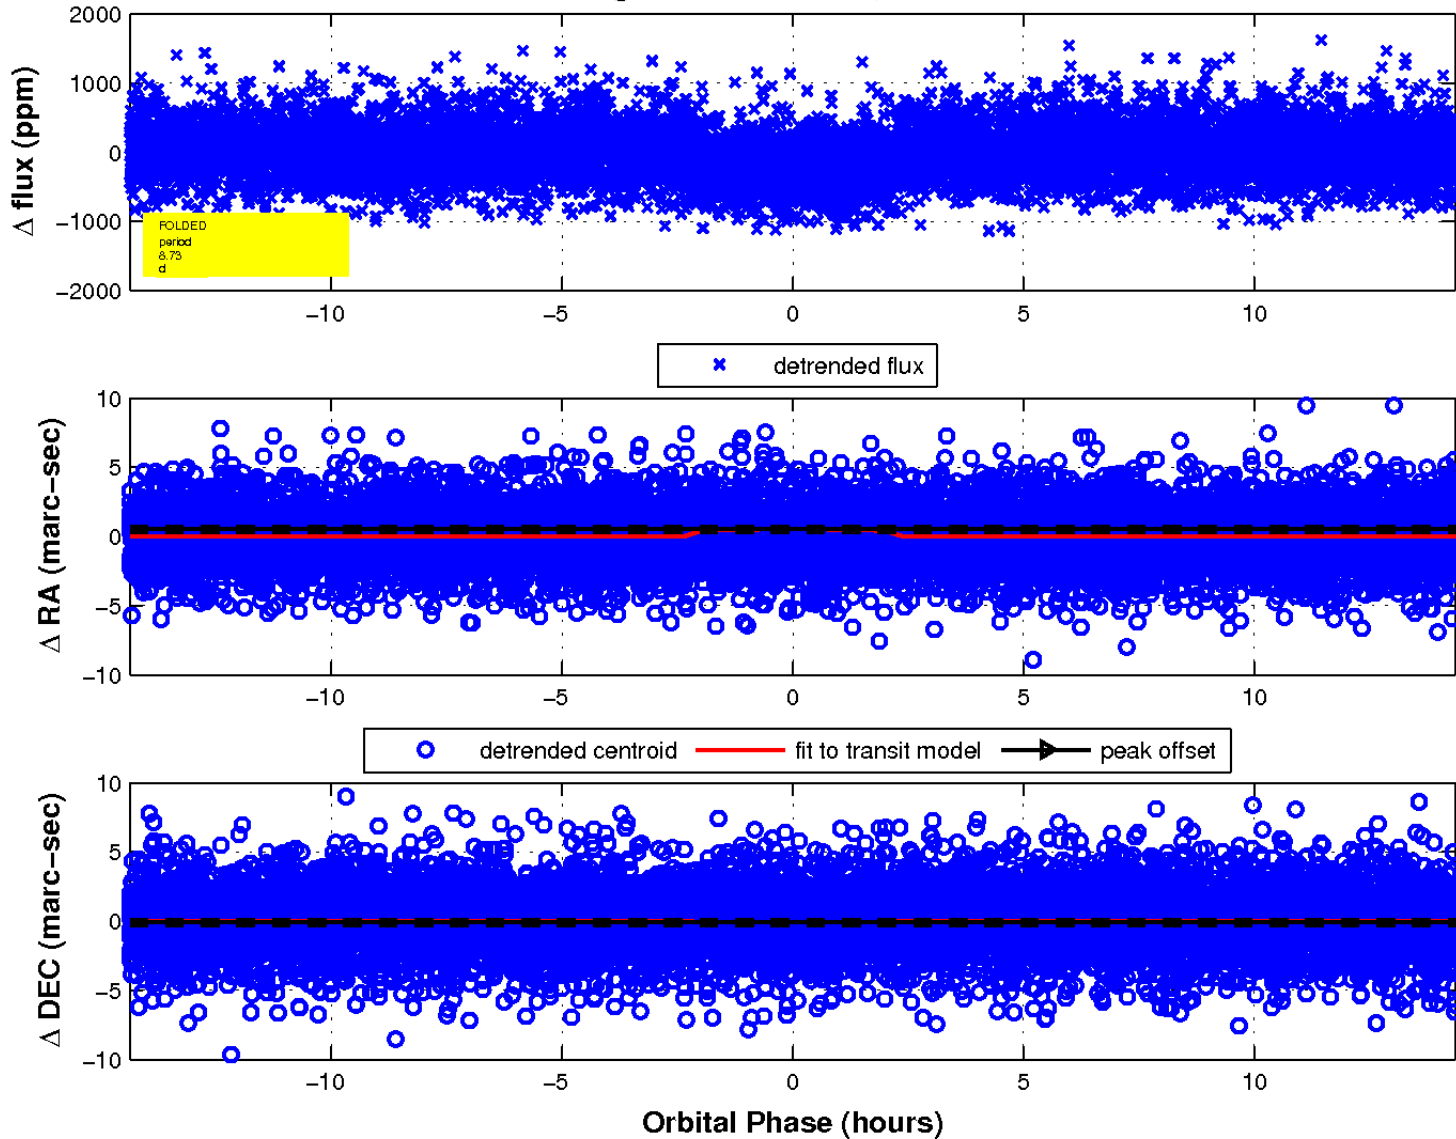 2000
1000
0
−1000
−2000
Δ flux (ppm)
FOLDED
period
8.73
d
−10 −5 0 5 10
detrended flux
10
5
0
−5
−10
Δ RA (marc−sec)
−10 −5 0 5 10
detrended centroid fit to transit model peak offset
10
5
0
−5
−10
Δ DEC (marc−sec)
−10 −5 0 5 10
Orbital Phase (hours)